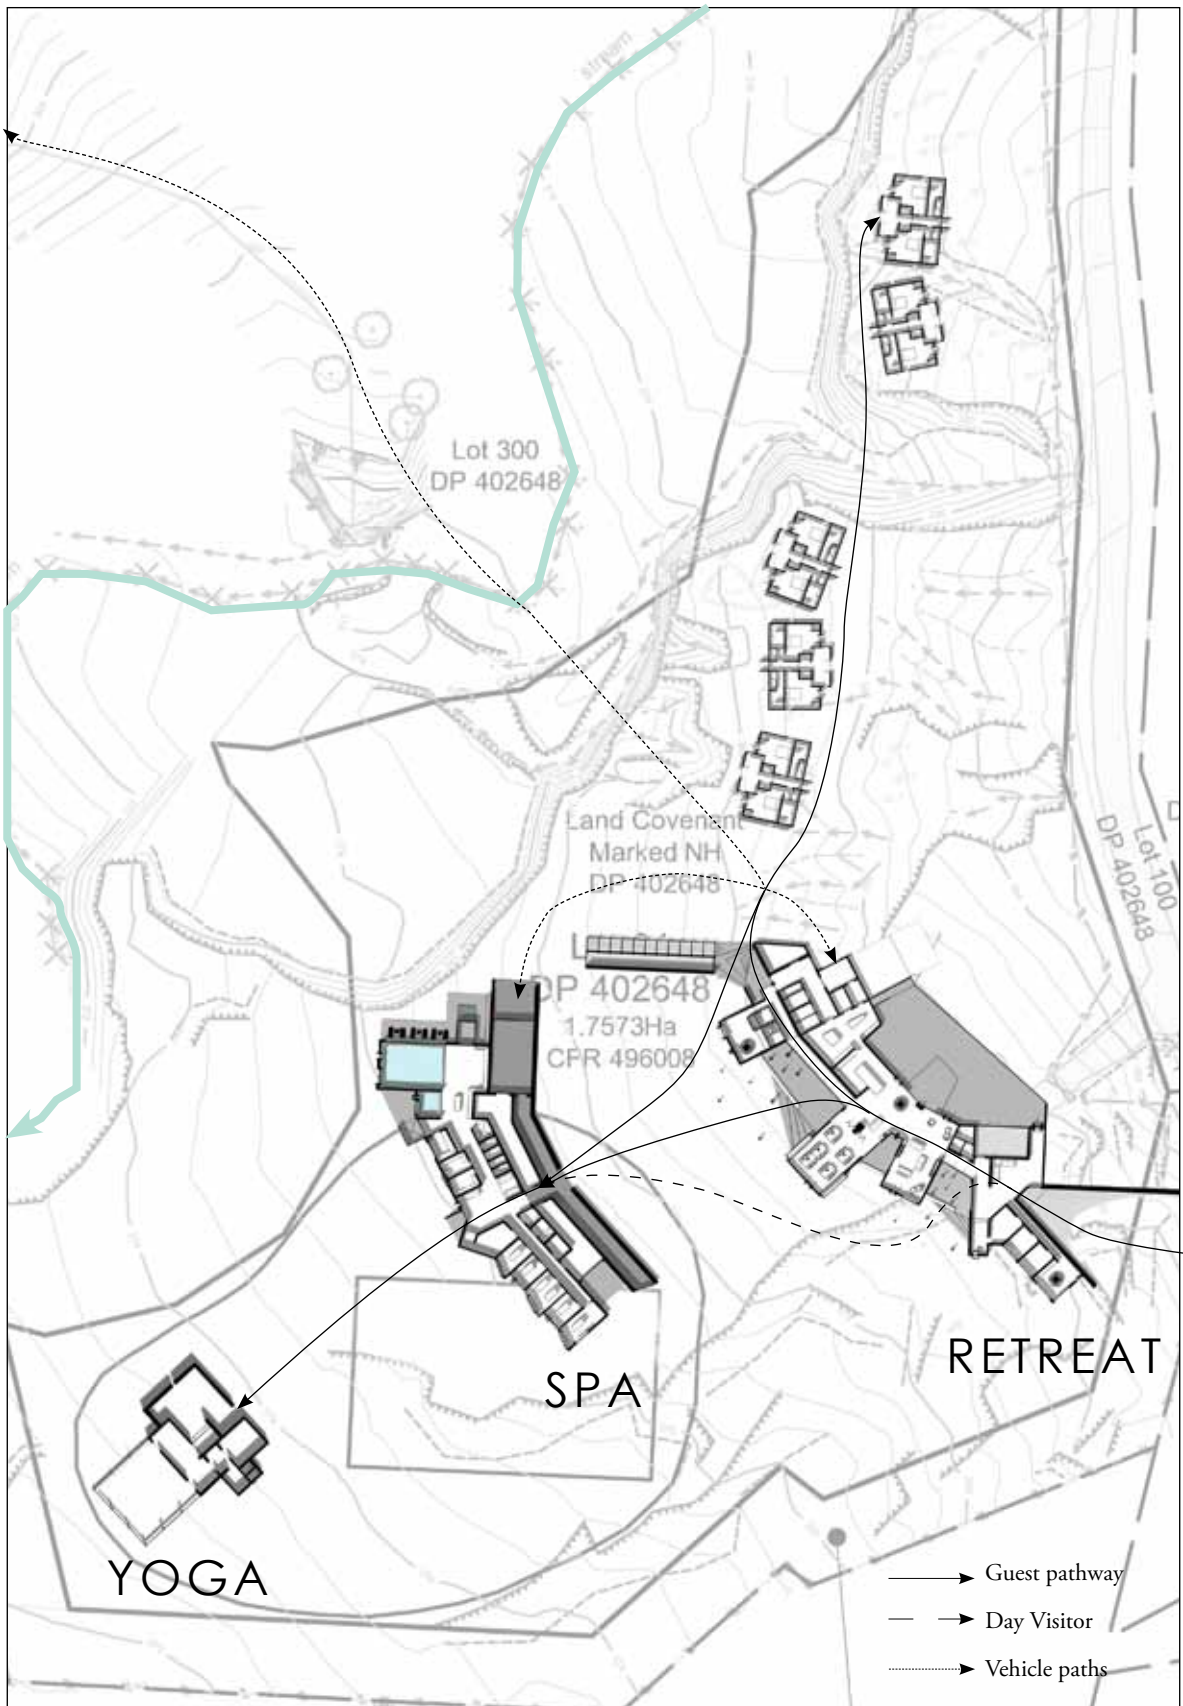 stream
Lot 300
DP 402648
Land Covenant
Marked NH
DP 402648
Lot 100
DP 402648
DP 402648
1.7573Ha
CFR 496008
RETREAT
SPA
YOGA
Guest pathway
Day Visitor
Vehicle paths